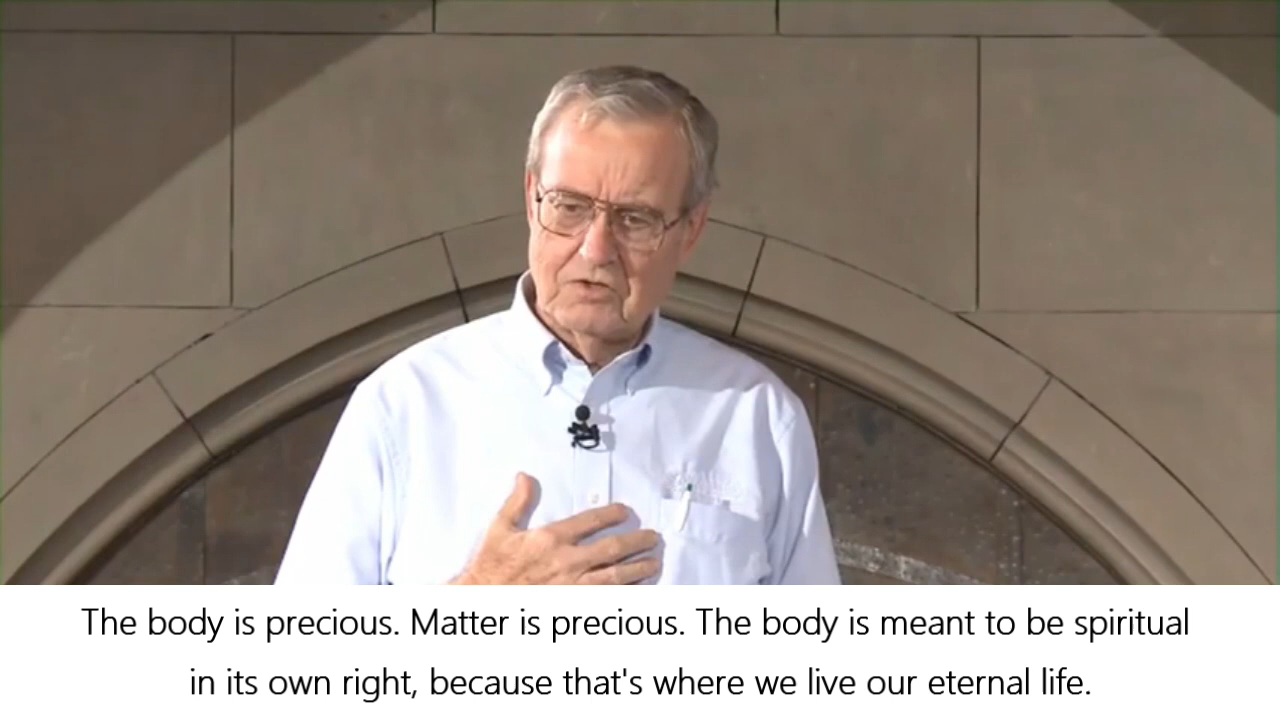 The body is precious. Matter is precious. The body is meant to be spiritual
in its own right, because that's where we live our eternal life.